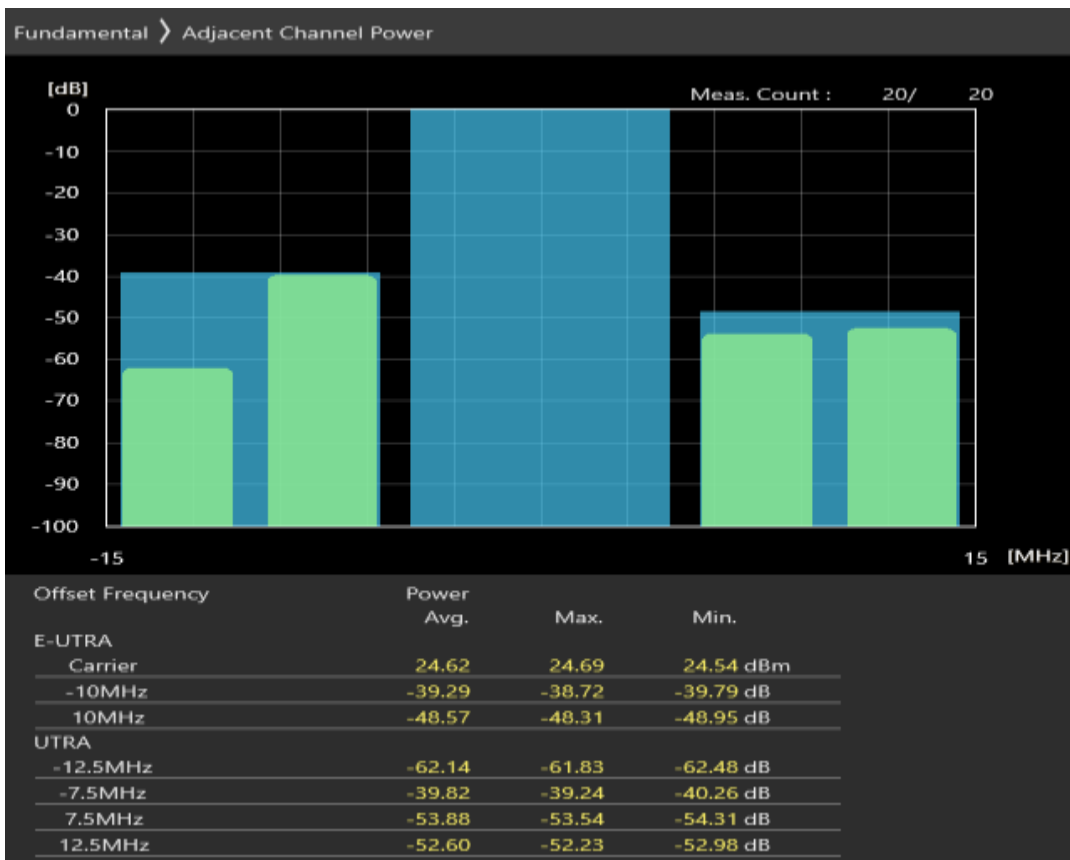 Fundamental 〉 Adjacent Channel Power
[dB]
Meas. Count : 20/ 20
0
-10
-20
-30
-40
-50
-60
-70
-80
-90
-100
-15 15 [MHz]
Offset Frequency Power
Avg. Max. Min.
E-UTRA
Carrier 24.62 24.69 24.54 dBm
-10MHz -39.29 -38.72 -39.79 dB
10MHz -48.57 -48.31 -48.95 dB
UTRA
-12.5MHz -62.14 -61.83 -62.48 dB
-7.5MHz -39.82 -39.24 -40.26 dB
7.5MHz -53.88 -53.54 -54.31 dB
12.5MHz -52.60 -52.23 -52.98 dB